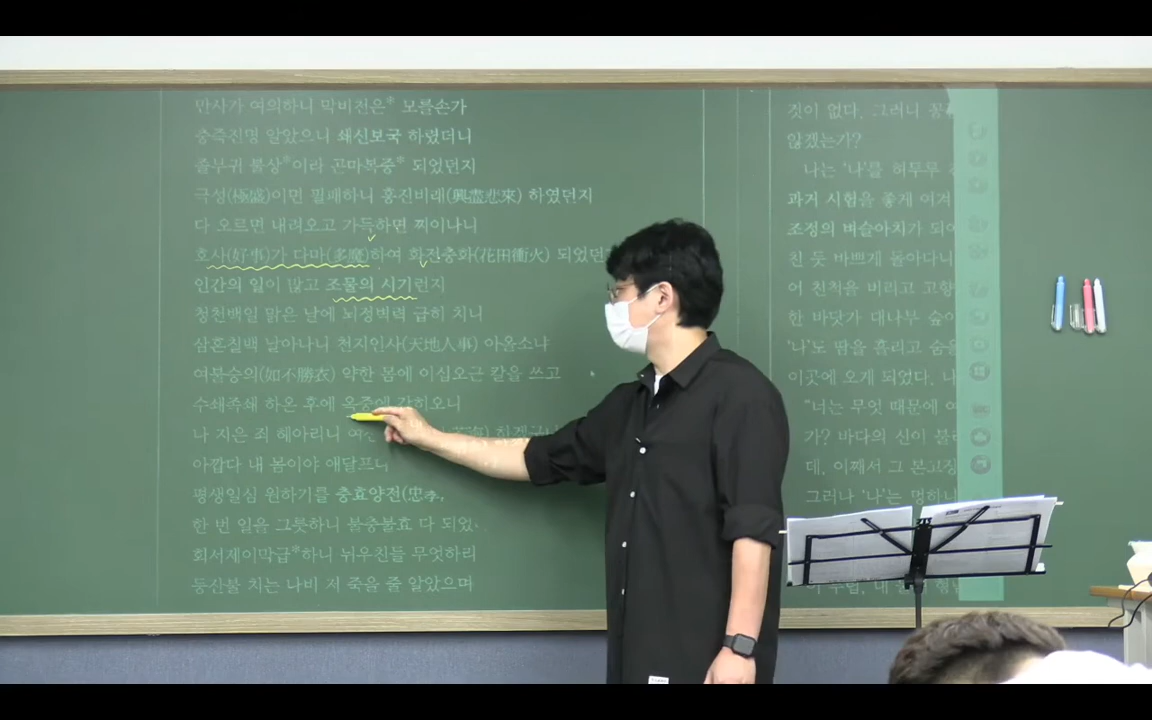 만사가 여의하니 막비천은* 모를손가
충즉진명 알았으니 쇄신보국 하렸더니
졸부귀 불상*이라 곤마복중* 되었던지
극성(極盛)이면 필패하니 흥진비래(興盡悲來) 하였던지
다 오르면 내려오고 가득하면 찌이나니
호사(好事)가 다마(多魔)하여 화전충화(花田衝火) 되었던
인간의 일이 많고 조물의 시기런지
청천백일 맑은 날에 뇌정벽력 급히 치니
삼혼칠백 날아나니 천지인사(天地人事) 아올소냐
여불승의(如不勝衣) 약한 몸에 이십오근 칼을 쓰고
수쇄족쇄 하온 후에 옥중에 갇히오니
나 지은 죄 헤아리니
아깝다 내 몸이야 애달프니
평생일심 원하기를 충효양전(忠孝,
한 번 일을 그릇하니 불충불효 다 되었
회서제이막급*하니 뉘우친들 무엇하리
등산불 치는 나비 저 죽을 줄 알았으며
것이 없다. 그러니 꽁
않겠는가?
나는 '나'를 허투루
과거 시험을 좋게 여겨
조정의 벼슬아치가 되어
친 듯 바쁘게 돌아다니
어 천척을 버리고 고향
한 바닷가 대나무 숲이
'나'도 땀을 흘리고 숨을
이곳에 오게 되었다. 나
"너는 무엇 때문에 여
가? 바다의 신이 불러
데, 어째서 그 본고장
그러나 '나'는 멍하니